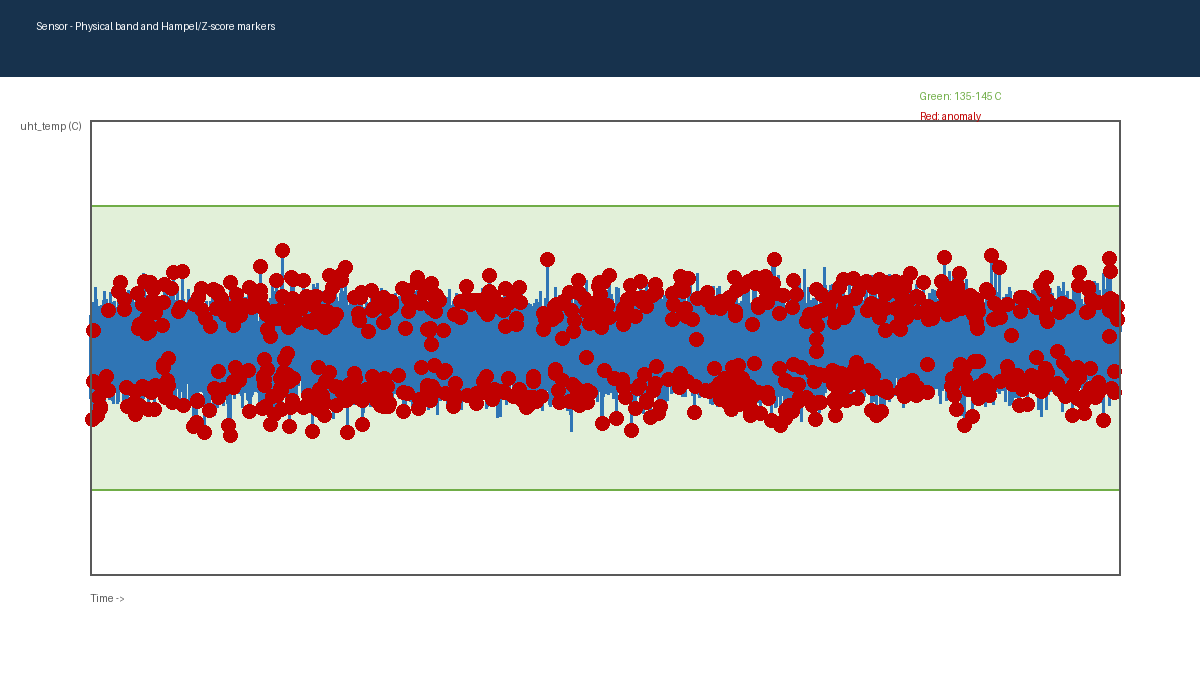 Sensor - Physical band and Hampel/Z-score markers
Green: 135-145 C
Red: anomaly
uht_temp (C)
Time ->